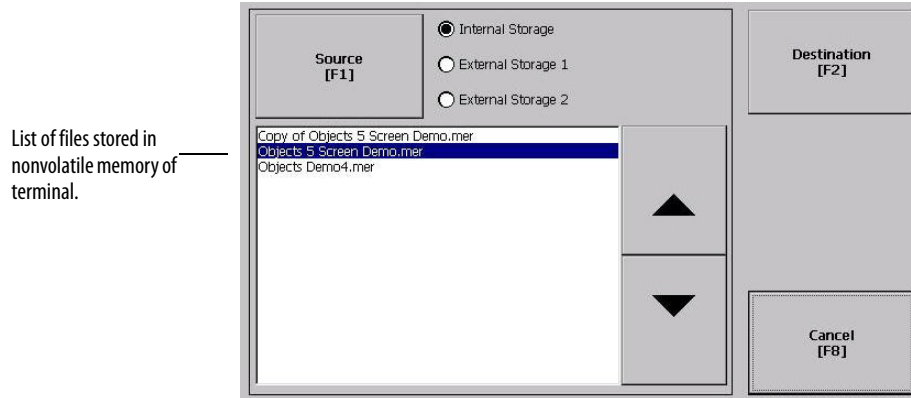 List of files stored in
nonvolatile memory of
terminal.
Source
[F1]
Internal Storage
External Storage 1
External Storage 2
Destination
[F2]
Copy of Objects 5 Screen Demo.mer
Objects 5 Screen Demo.mer
Objects Demo4.mer
Cancel
[F8]